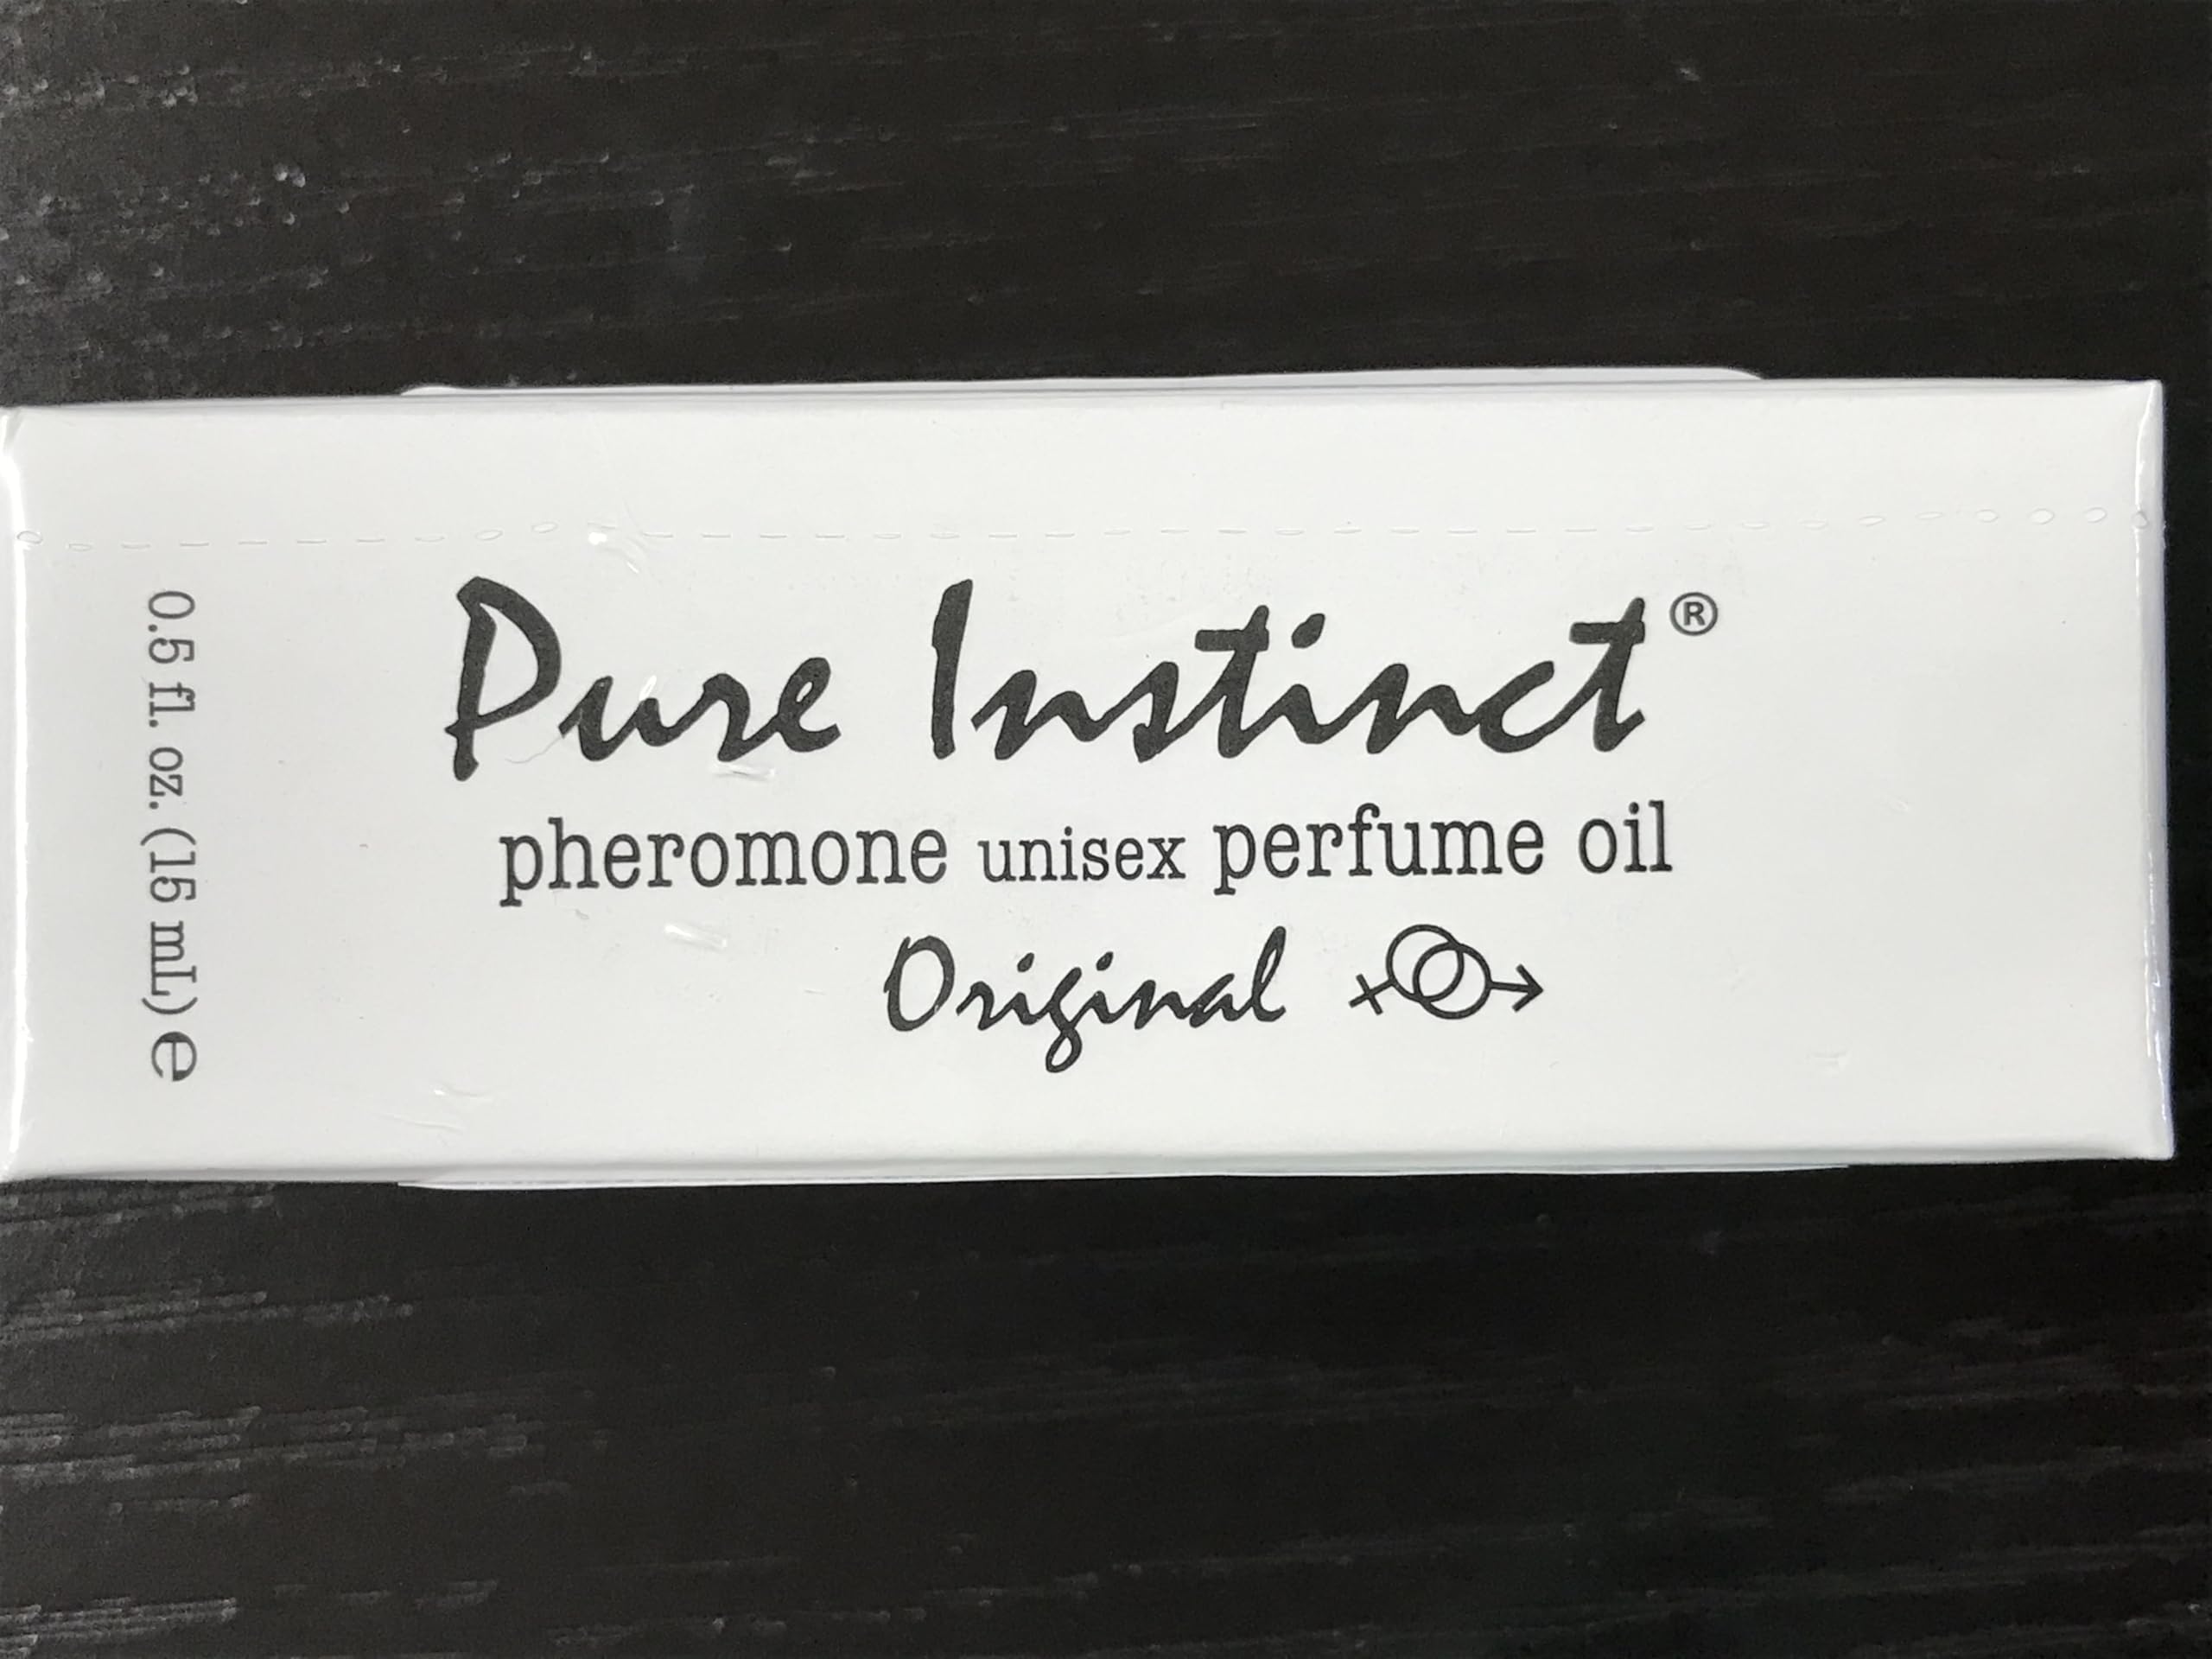 Pure Instinct®
pheromone unisex perfume oil
Original
0.5 fl. oz. (15 mL) ℮